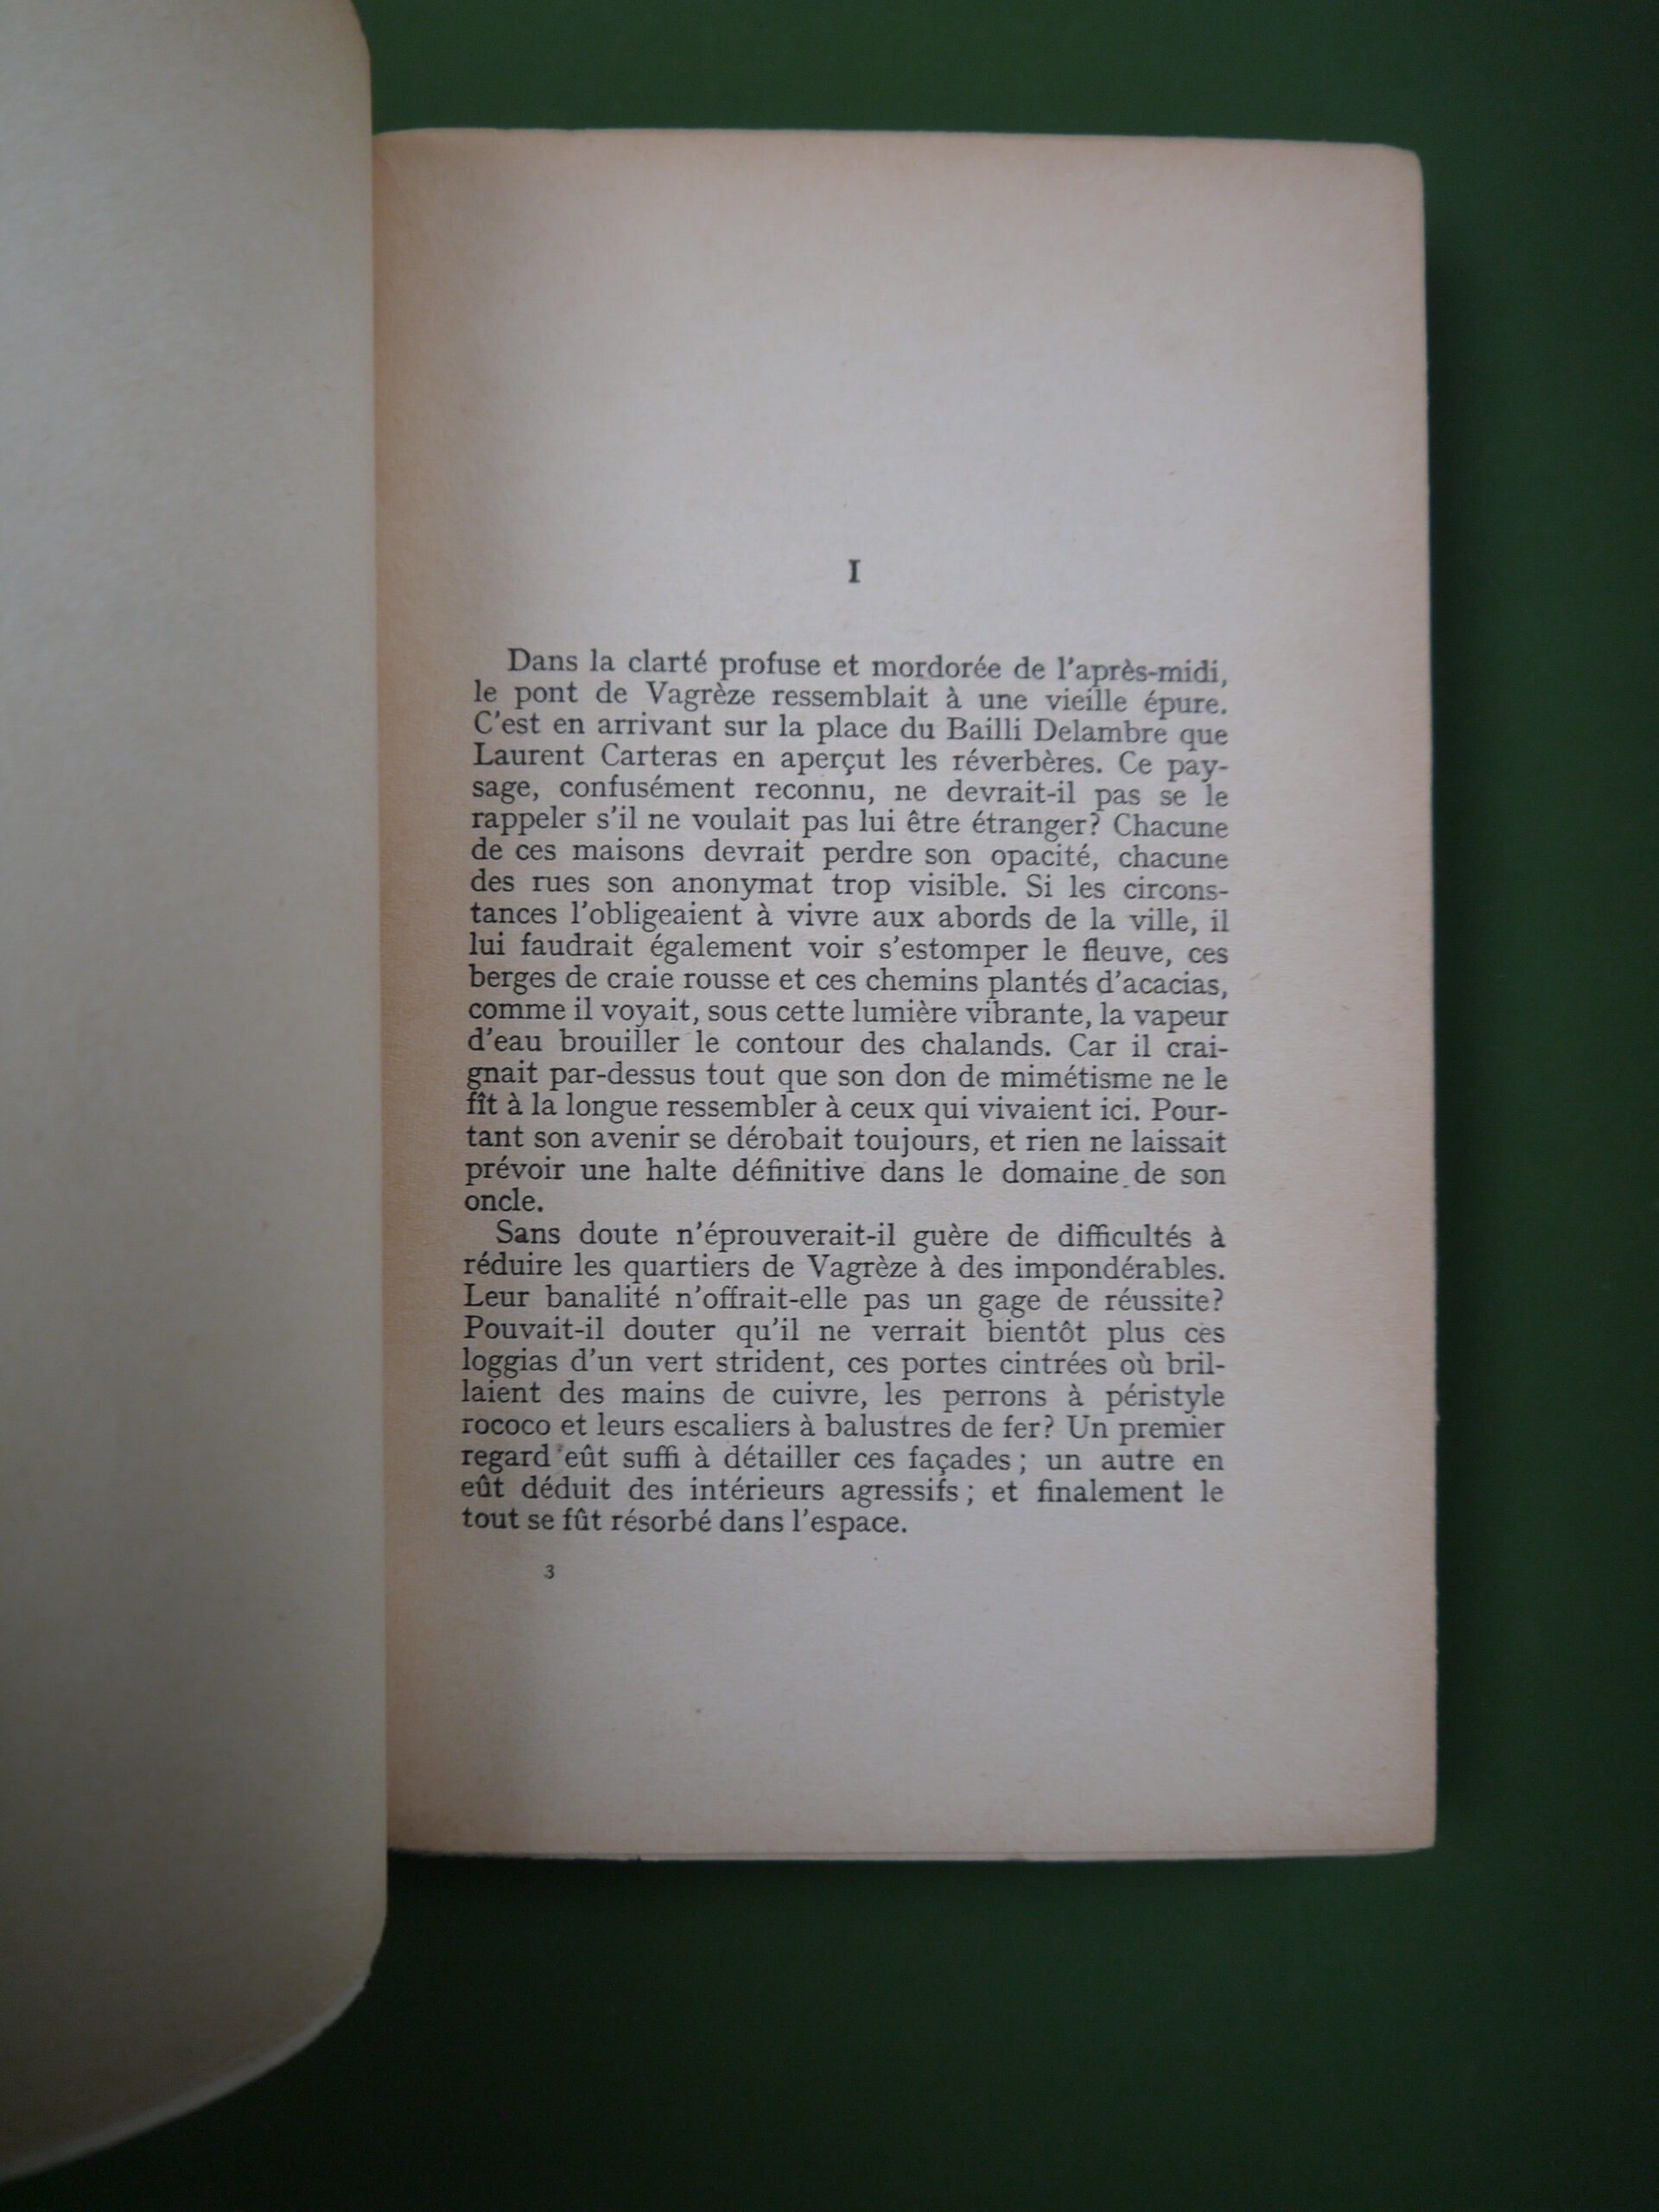 I
Dans la clarté profuse et mordorée de l'après-midi,
le pont de Vagrèze ressemblait à une vieille épure.
C'est en arrivant sur la place du Bailli Delambre que
Laurent Carteras en aperçut les réverbères. Ce pay-
sage, confusément reconnu, ne devrait-il pas se le
rappeler s'il ne voulait pas lui être étranger? Chacune
de ces maisons devrait perdre son opacité, chacune
des rues son anonymat trop visible. Si les circons-
tances l'obligeaient à vivre aux abords de la ville, il
lui faudrait également voir s'estomper le fleuve, ces
berges de craie rousse et ces chemins plantés d'acacias,
comme il voyait, sous cette lumière vibrante, la vapeur
d'eau brouiller le contour des chalands. Car il crai-
gnait par-dessus tout que son don de mimétisme ne le
fît à la longue ressembler à ceux qui vivaient ici. Pour-
tant son avenir se dérobait toujours, et rien ne laissait
prévoir une halte définitive dans le domaine de son
oncle.
Sans doute n'éprouverait-il guère de difficultés à
réduire les quartiers de Vagrèze à des impondérables.
Leur banalité n'offrait-elle pas un gage de réussite?
Pouvait-il douter qu'il ne verrait bientôt plus ces
loggias d'un vert strident, ces portes cintrées où bril-
laient des mains de cuivre, les perrons à péristyle
rococo et leurs escaliers à balustres de fer? Un premier
regard eût suffi à détailler ces façades ; un autre en
eût déduit des intérieurs agressifs ; et finalement le
tout se fût résorbé dans l'espace.
3